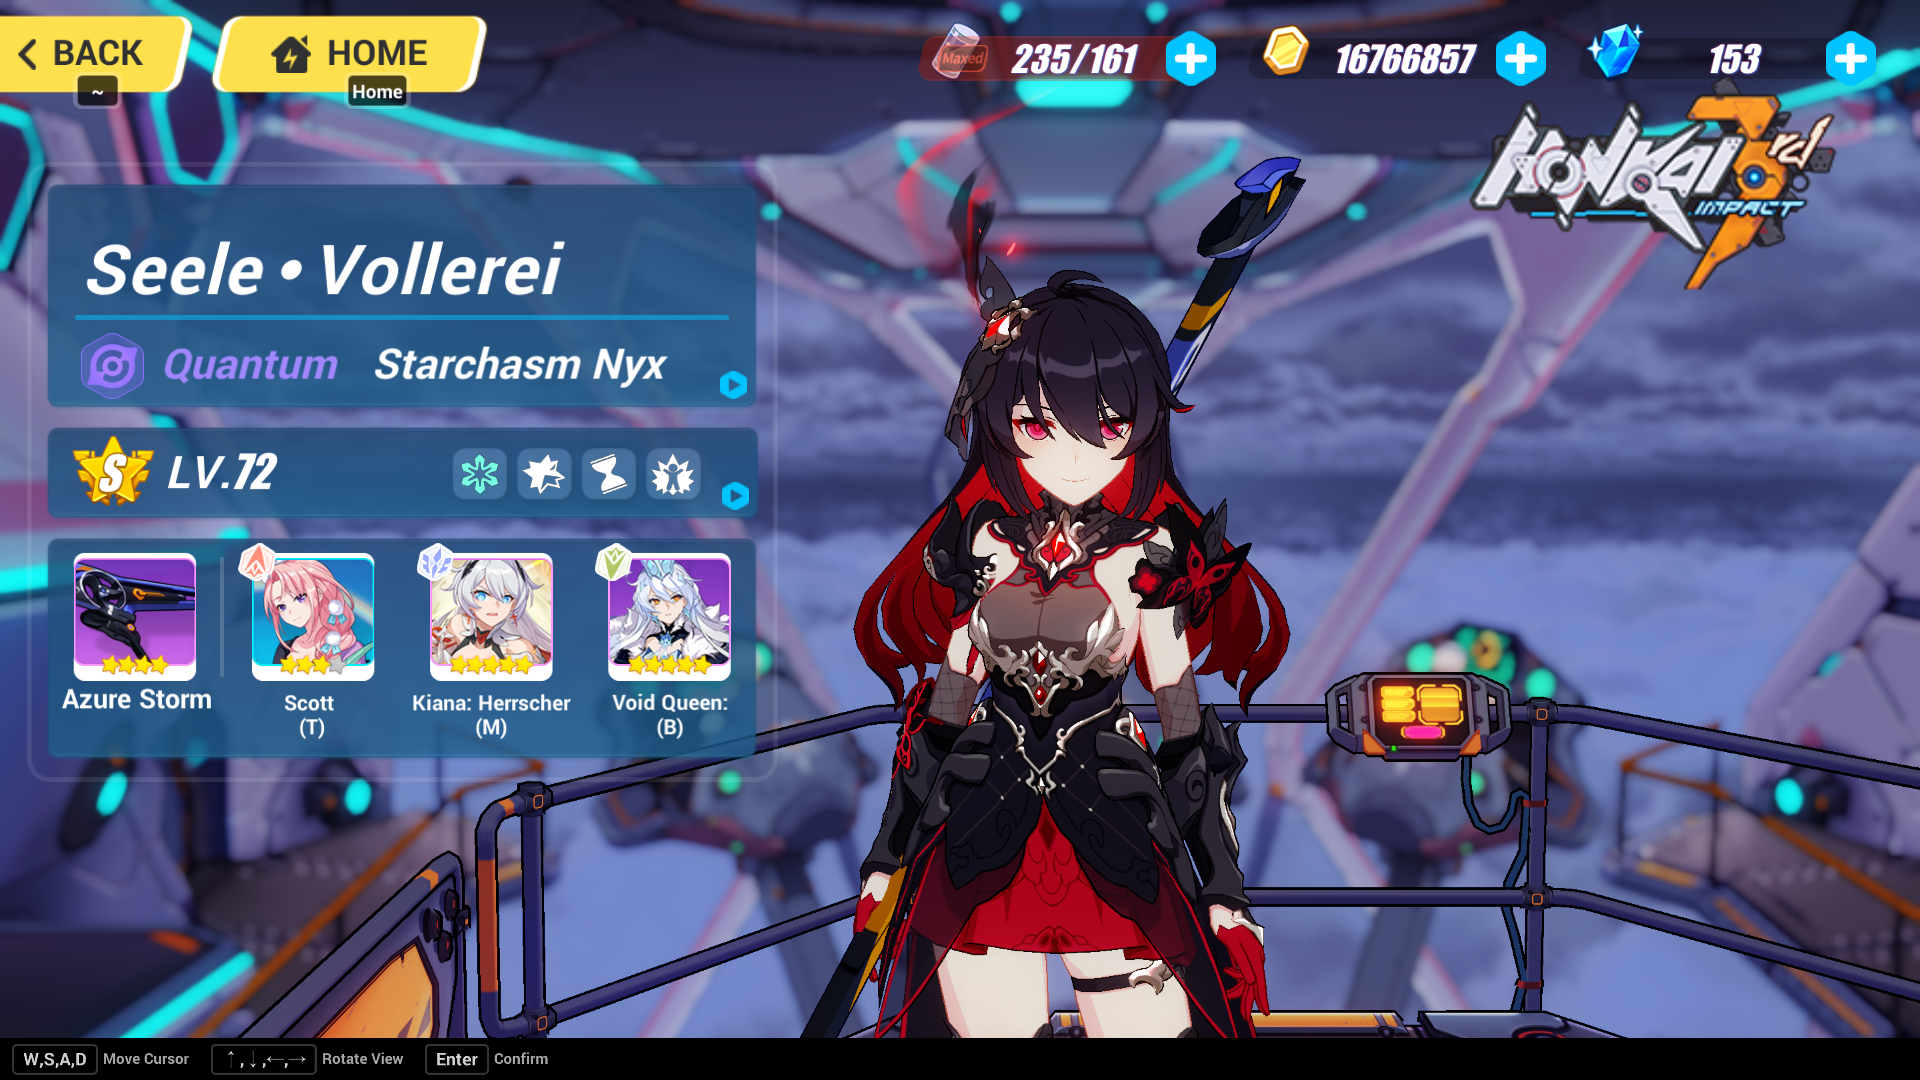 BACK
~
HOME
Home
Maxed
235/161
16766857
153
HONKAI
IMPACT
3rd
Seele • Vollerei
Quantum Starchasm Nyx
S LV.72
Azure Storm
Scott
(T)
Kiana: Herrscher
(M)
Void Queen:
(B)
W,S,A,D Move Cursor ↑,↓,←,→ Rotate View Enter Confirm